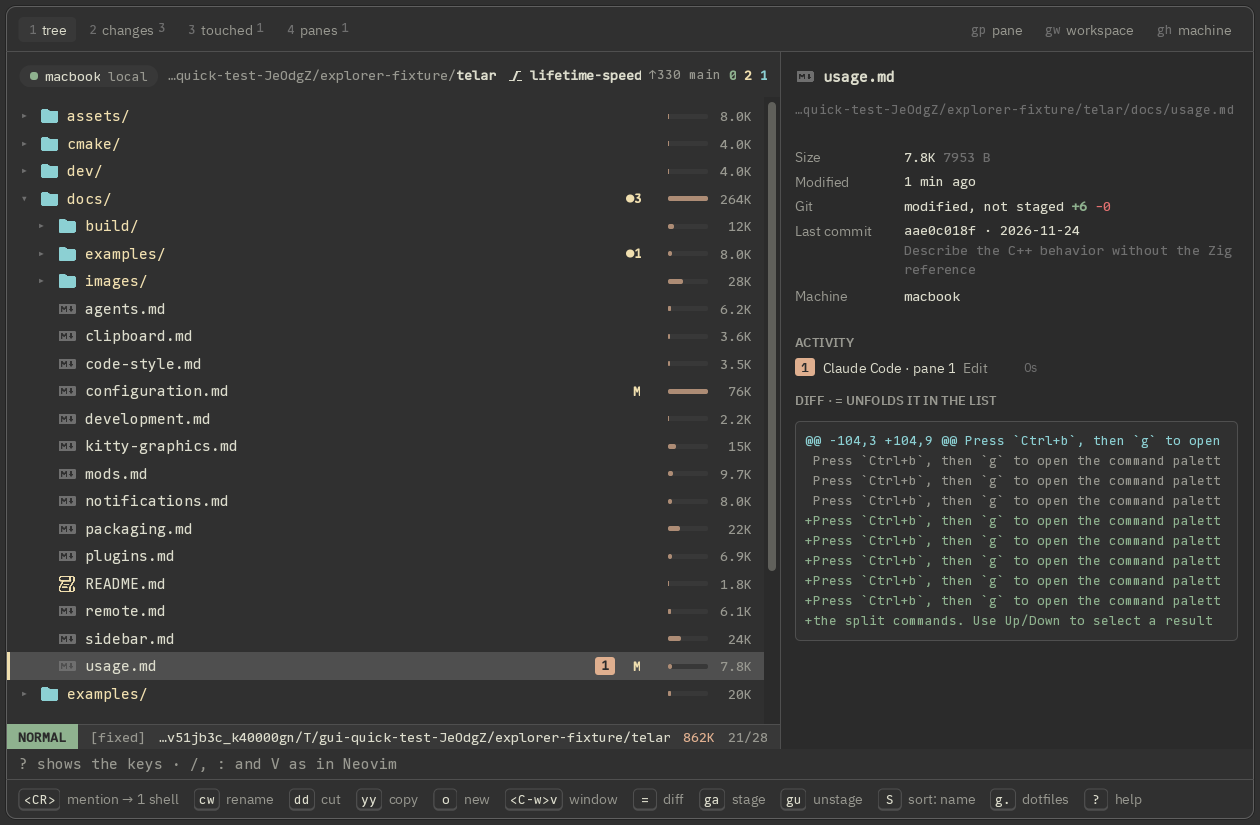 1 tree 2 changes 3 3 touched 1 4 panes 1 gp pane gw workspace gh machine
macbook local …quick-test-JeOdgZ/explorer-fixture/telar lifetime-speed ↑330 main 0 2 1
assets/ 8.0K
cmake/ 4.0K
dev/ 4.0K
docs/ ●3 264K
build/ 12K
examples/ ●1 8.0K
images/ 28K
agents.md 6.2K
clipboard.md 3.6K
code-style.md 3.5K
configuration.md M 76K
development.md 2.2K
kitty-graphics.md 15K
mods.md 9.7K
notifications.md 8.0K
packaging.md 22K
plugins.md 6.9K
README.md 1.8K
remote.md 6.1K
sidebar.md 24K
usage.md 1 M 7.8K
examples/ 20K
NORMAL [fixed] …v51jb3c_k40000gn/T/gui-quick-test-JeOdgZ/explorer-fixture/telar 862K 21/28
usage.md
…quick-test-JeOdgZ/explorer-fixture/telar/docs/usage.md
Size 7.8K 7953 B
Modified 1 min ago
Git modified, not staged +6 -0
Last commit aae0c018f · 2026-11-24
Describe the C++ behavior without the Zig
reference
Machine macbook
ACTIVITY
1 Claude Code · pane 1 Edit 0s
DIFF · = UNFOLDS IT IN THE LIST
@@ -104,3 +104,9 @@ Press `Ctrl+b`, then `g` to open
Press `Ctrl+b`, then `g` to open the command palett
Press `Ctrl+b`, then `g` to open the command palett
Press `Ctrl+b`, then `g` to open the command palett
+Press `Ctrl+b`, then `g` to open the command palett
+Press `Ctrl+b`, then `g` to open the command palett
+Press `Ctrl+b`, then `g` to open the command palett
+Press `Ctrl+b`, then `g` to open the command palett
+Press `Ctrl+b`, then `g` to open the command palett
+the split commands. Use Up/Down to select a result
? shows the keys · /, : and V as in Neovim
<CR> mention → 1 shell cw rename dd cut yy copy o new <C-w>v window = diff ga stage gu unstage S sort: name g. dotfiles ? help